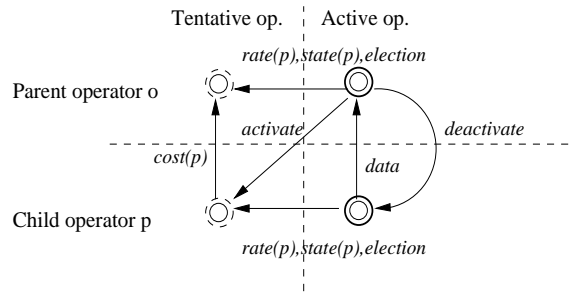 Tentative op. Active op.
rate(p),state(p),election
Parent operator o
activate
deactivate
cost(p)
data
Child operator p
rate(p),state(p),election